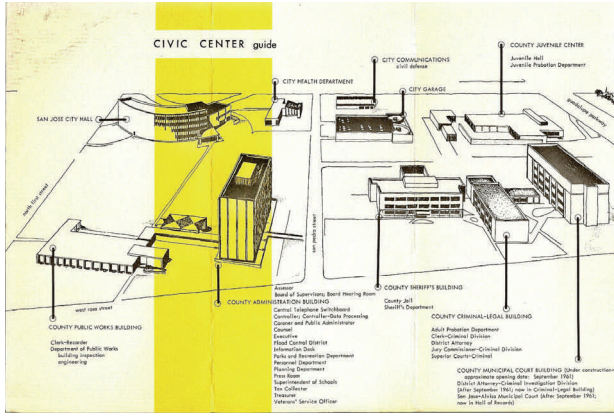 CIVIC CENTER guide
CITY HEALTH DEPARTMENT
CITY COMMUNICATIONS
civil defense
CITY GARAGE
COUNTY JUVENILE CENTER
Juvenile Hall
Juvenile Probation Department
guadalupe parkway
SAN JOSE CITY HALL
north first street
san pedro street
west rosa street
COUNTY PUBLIC WORKS BUILDING
Clerk-Recorder
Department of Public Works
building inspection
engineering
COUNTY ADMINISTRATION BUILDING
Assessor
Board of Supervisors; Board Hearing Room
Central Telephone Switchboard
Controller; Controller-Data Processing
Coroner and Public Administrator
Counsel
Executive
Flood Control District
Information Desk
Parks and Recreation Department
Personnel Department
Planning Department
Press Room
Superintendent of Schools
Tax Collector
Treasurer
Veterans' Service Officer
COUNTY SHERIFF'S BUILDING
County Jail
Sheriff's Department
COUNTY CRIMINAL-LEGAL BUILDING
Adult Probation Department
Clerk-Criminal Division
District Attorney
Jury Commissioner-Criminal Division
Superior Courts-Criminal
COUNTY MUNICIPAL COURT BUILDING (Under construction-
approximate opening date: September 1961)
District Attorney-Criminal Investigation Division
(After September 1961; now in Criminal-Legal Building)
San Jose-Alviso Municipal Court (After September 1961;
now in Hall of Records)